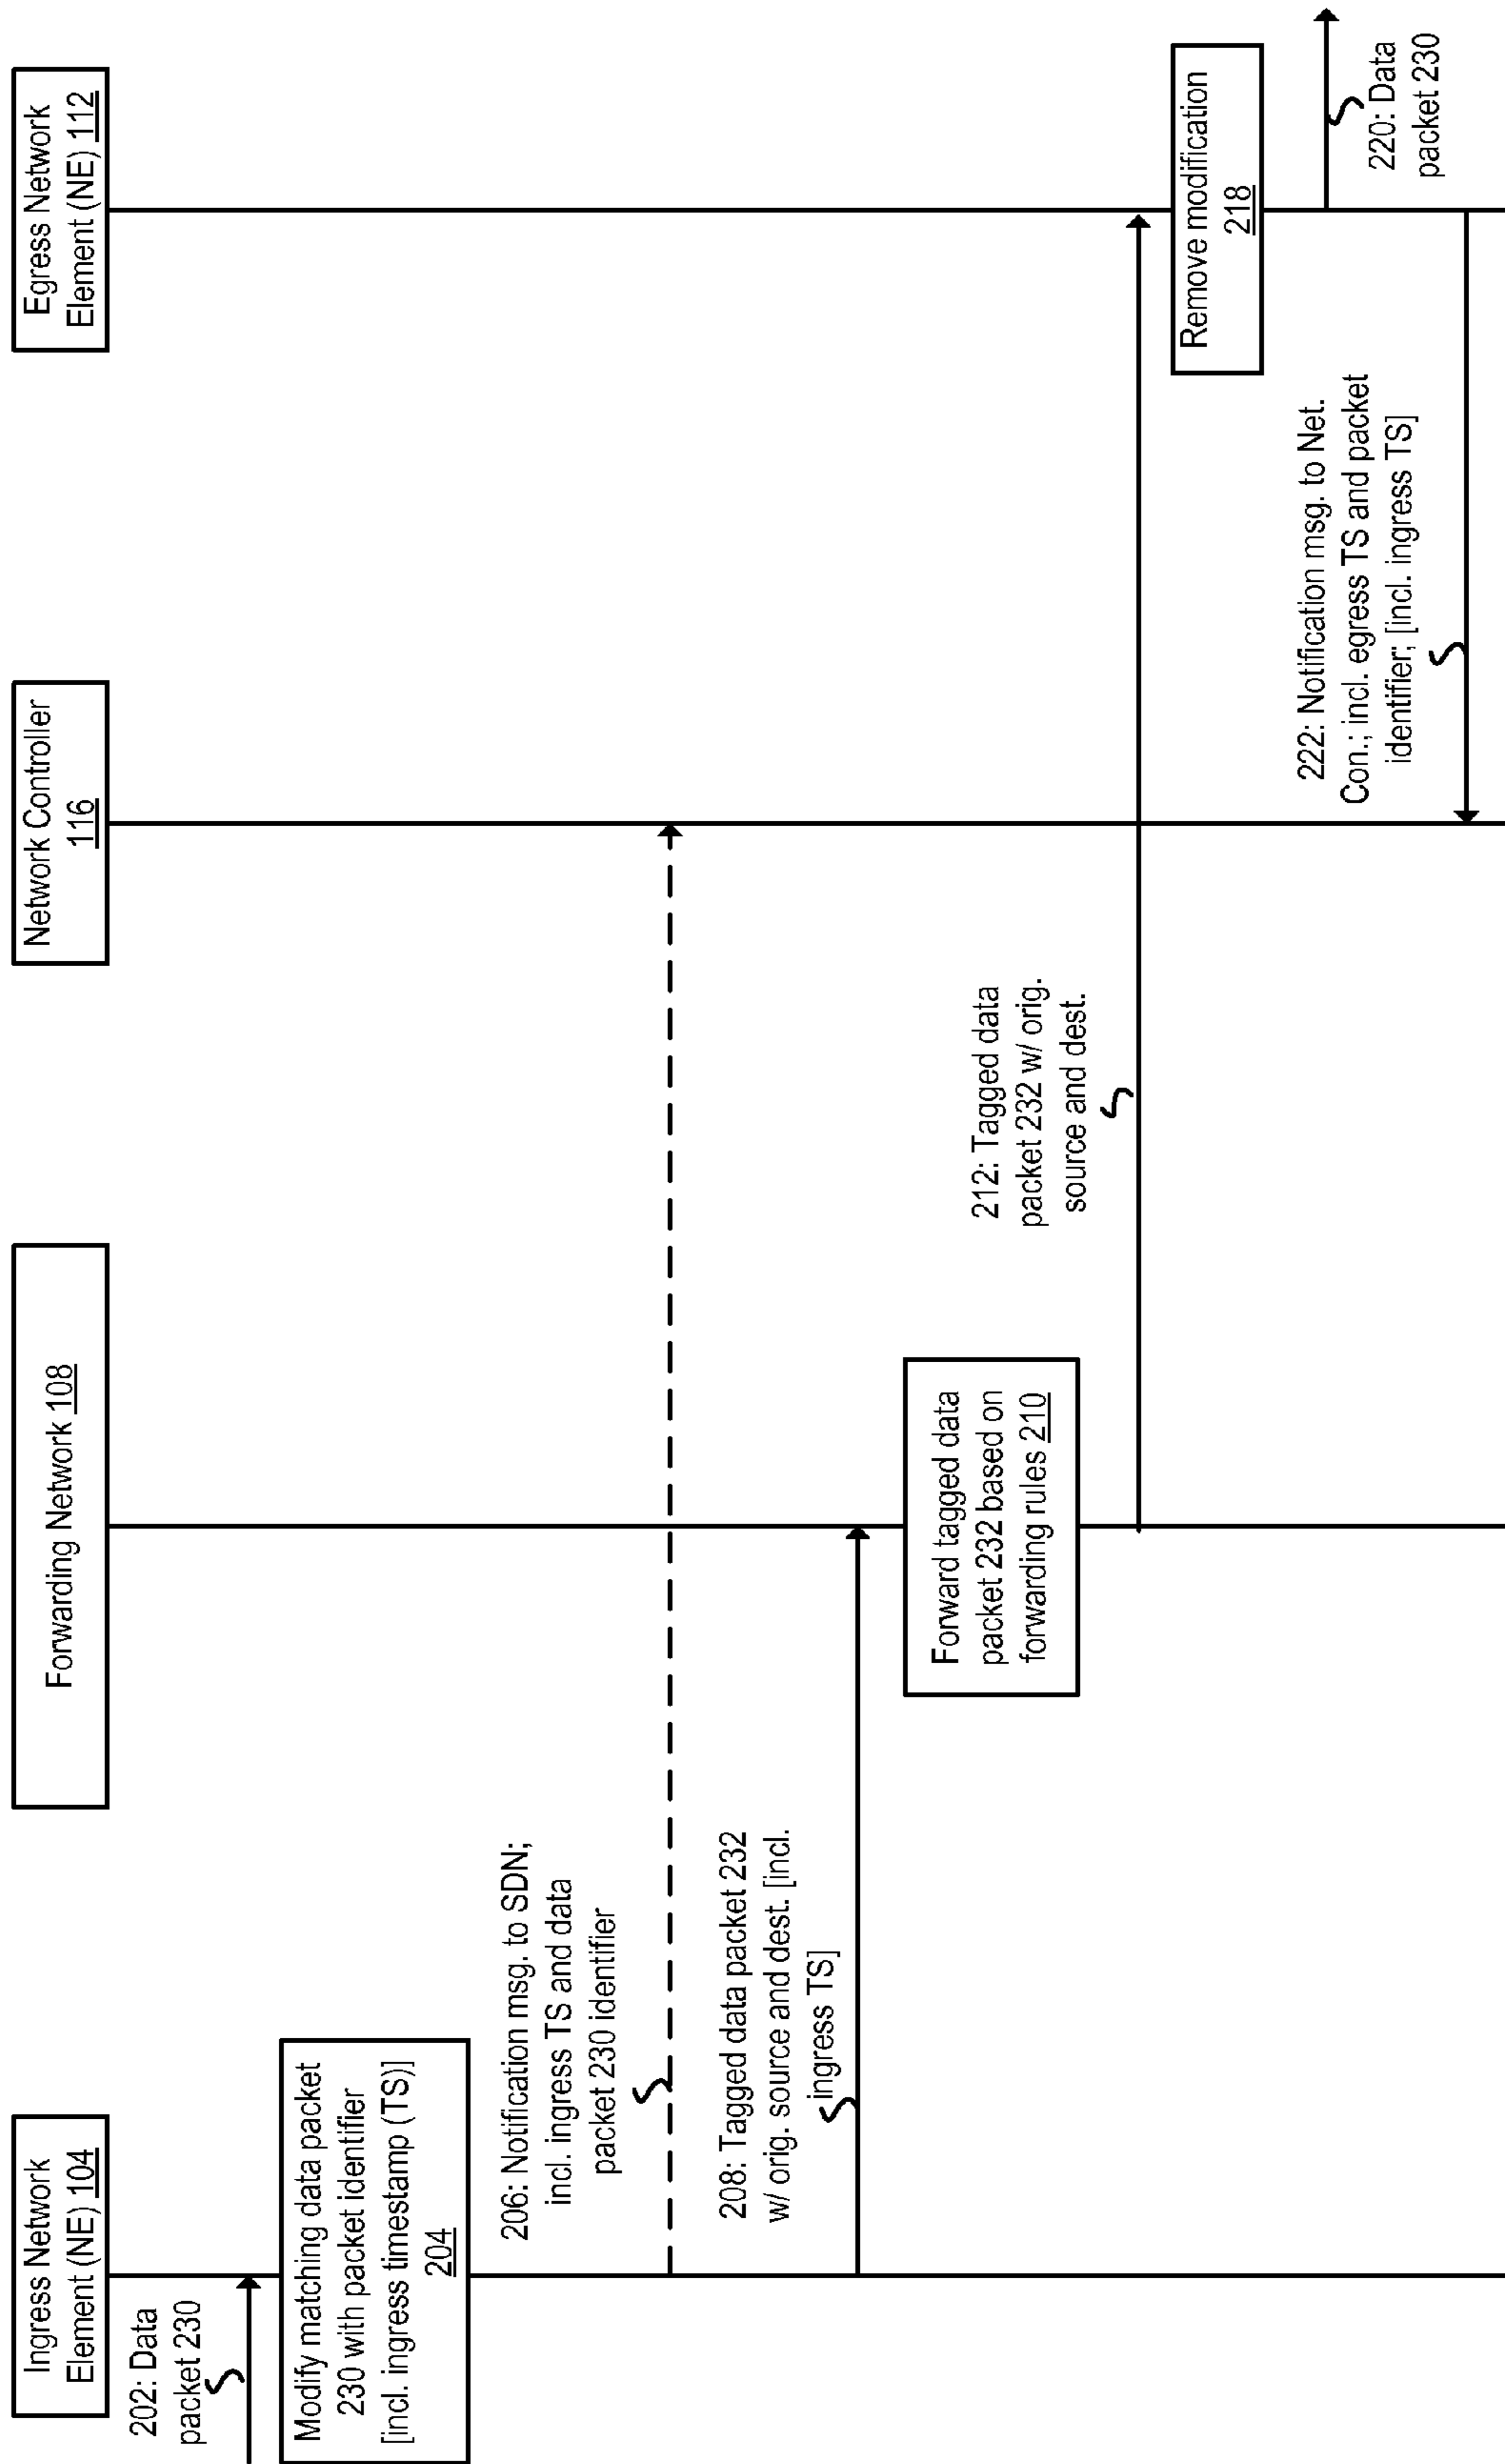 Ingress Network
Element (NE) 104
Forwarding Network 108
Network Controller
116
Egress Network
Element (NE) 112
202: Data
packet 230
Modify matching data packet
230 with packet identifier
[incl. ingress timestamp (TS)]
204
206: Notification msg. to SDN;
incl. ingress TS and data
packet 230 identifier
208: Tagged data packet 232
w/ orig. source and dest. [incl.
ingress TS]
Forward tagged data
packet 232 based on
forwarding rules 210
212: Tagged data
packet 232 w/ orig.
source and dest.
Remove modification
218
220: Data
packet 230
222: Notification msg. to Net.
Con.; incl. egress TS and packet
identifier; [incl. ingress TS]